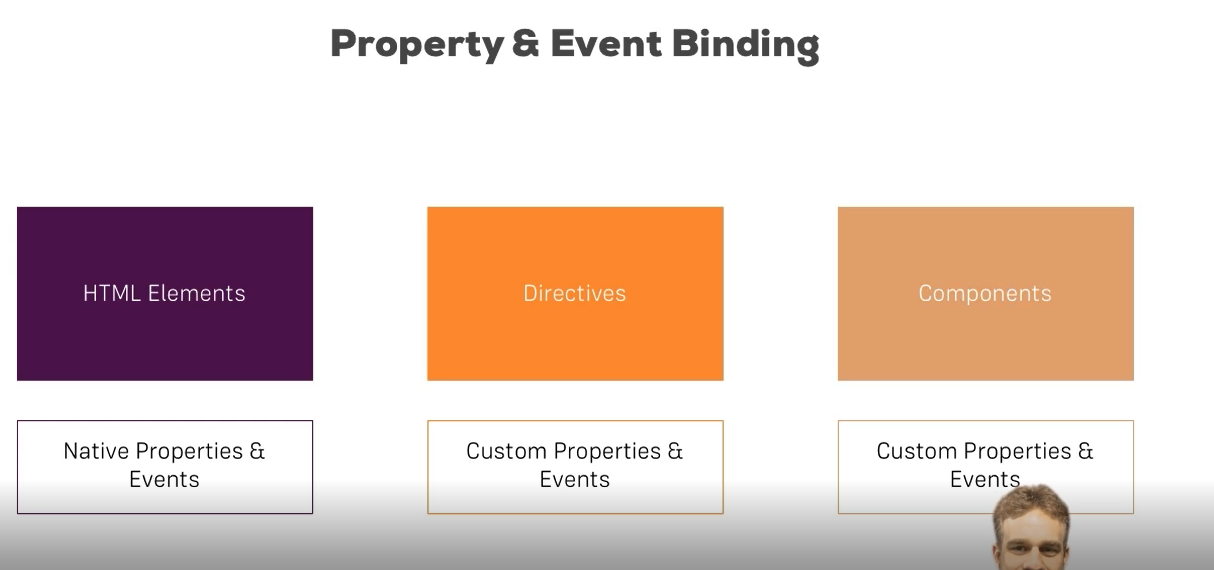 Property & Event Binding
HTML Elements
Directives
Components
Native Properties &
Events
Custom Properties &
Events
Custom Properties &
Events